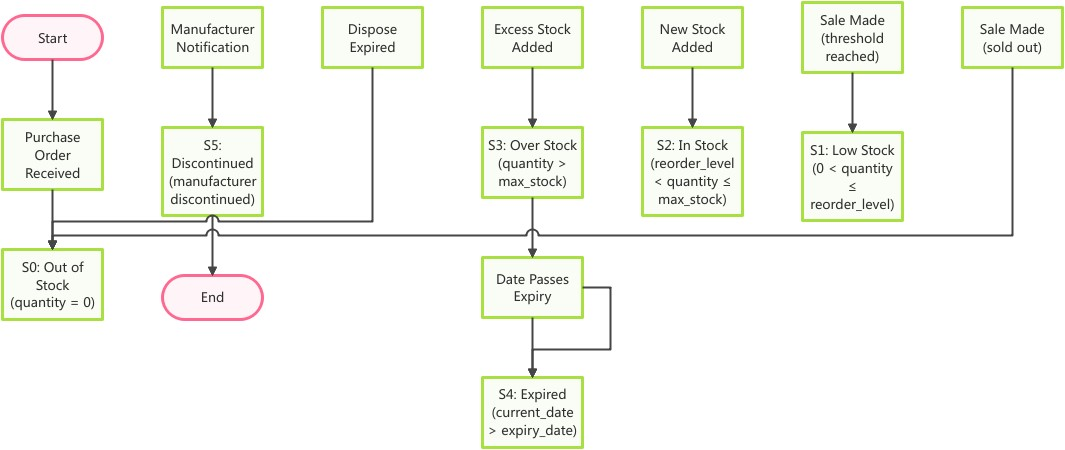 Start
Manufacturer
Notification
Dispose
Expired
Excess Stock
Added
New Stock
Added
Sale Made
(threshold
reached)
Sale Made
(sold out)
Purchase
Order
Received
S5:
Discontinued
(manufacturer
discontinued)
S3: Over Stock
(quantity >
max_stock)
S2: In Stock
(reorder_level
< quantity ≤
max_stock)
S1: Low Stock
(0 < quantity
≤
reorder_level)
S0: Out of
Stock
(quantity = 0)
End
Date Passes
Expiry
S4: Expired
(current_date
> expiry_date)